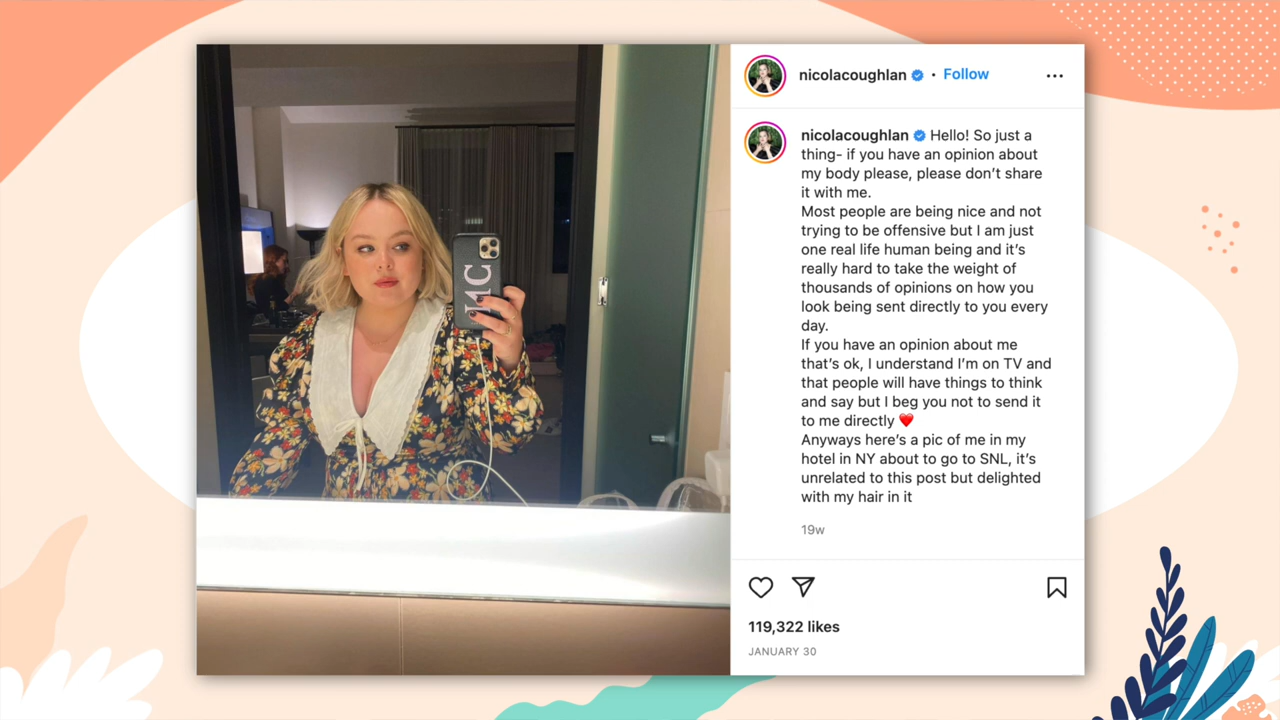 nicolacoughlan • Follow
nicolacoughlan Hello! So just a
thing- if you have an opinion about
my body please, please don’t share
it with me.
Most people are being nice and not
trying to be offensive but I am just
one real life human being and it’s
really hard to take the weight of
thousands of opinions on how you
look being sent directly to you every
day.
If you have an opinion about me
that’s ok, I understand I’m on TV and
that people will have things to think
and say but I beg you not to send it
to me directly ❤️
Anyways here’s a pic of me in my
hotel in NY about to go to SNL, it’s
unrelated to this post but delighted
with my hair in it
19w
119,322 likes
JANUARY 30